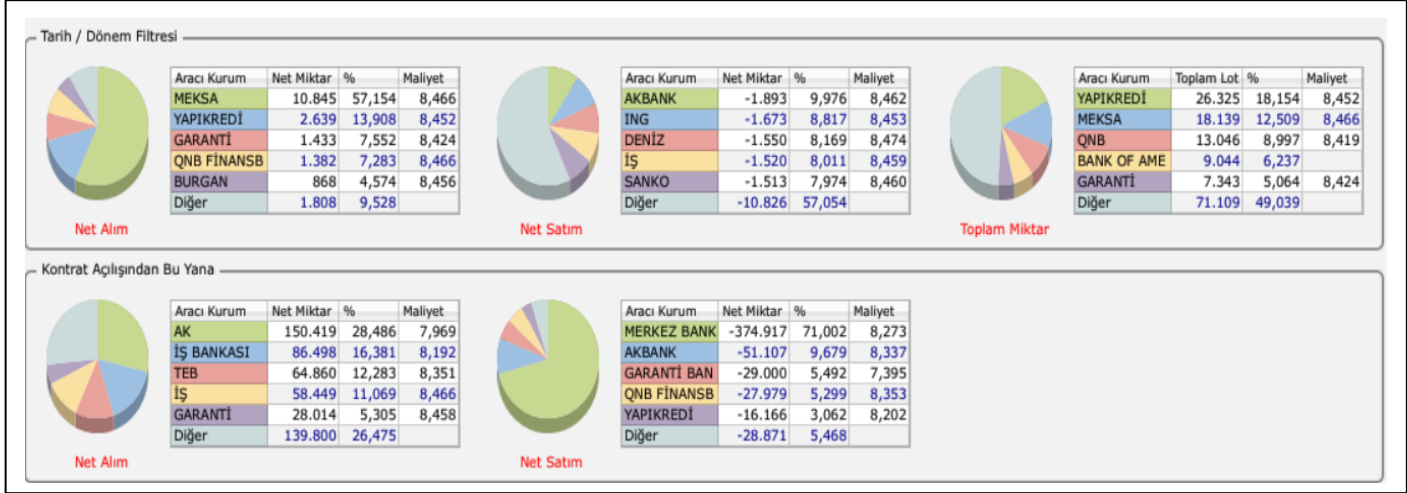 Tarih / Dönem Filtresi
Aracı Kurum Net Miktar % Maliyet
MEKSA 10.845 57,154 8,466
YAPIKREDİ 2.639 13,908 8,452
GARANTİ 1.433 7,552 8,424
QNB FİNANSB 1.382 7,283 8,466
BURGAN 868 4,574 8,456
Diğer 1.808 9,528
Net Alım
Aracı Kurum Net Miktar % Maliyet
AKBANK -1.893 9,976 8,462
ING -1.673 8,817 8,453
DENİZ -1.550 8,169 8,474
İŞ -1.520 8,011 8,459
SANKO -1.513 7,974 8,460
Diğer -10.826 57,054
Net Satım
Aracı Kurum Toplam Lot % Maliyet
YAPIKREDİ 26.325 18,154 8,452
MEKSA 18.139 12,509 8,466
QNB 13.046 8,997 8,419
BANK OF AME 9.044 6,237
GARANTİ 7.343 5,064 8,424
Diğer 71.109 49,039
Toplam Miktar
Kontrat Açılışından Bu Yana
Aracı Kurum Net Miktar % Maliyet
AK 150.419 28,486 7,969
İŞ BANKASI 86.498 16,381 8,192
TEB 64.860 12,283 8,351
İŞ 58.449 11,069 8,466
GARANTİ 28.014 5,305 8,458
Diğer 139.800 26,475
Net Alım
Aracı Kurum Net Miktar % Maliyet
MERKEZ BANK -374.917 71,002 8,273
AKBANK -51.107 9,679 8,337
GARANTİ BAN -29.000 5,492 7,395
QNB FİNANSB -27.979 5,299 8,353
YAPIKREDİ -16.166 3,062 8,202
Diğer -28.871 5,468
Net Satım